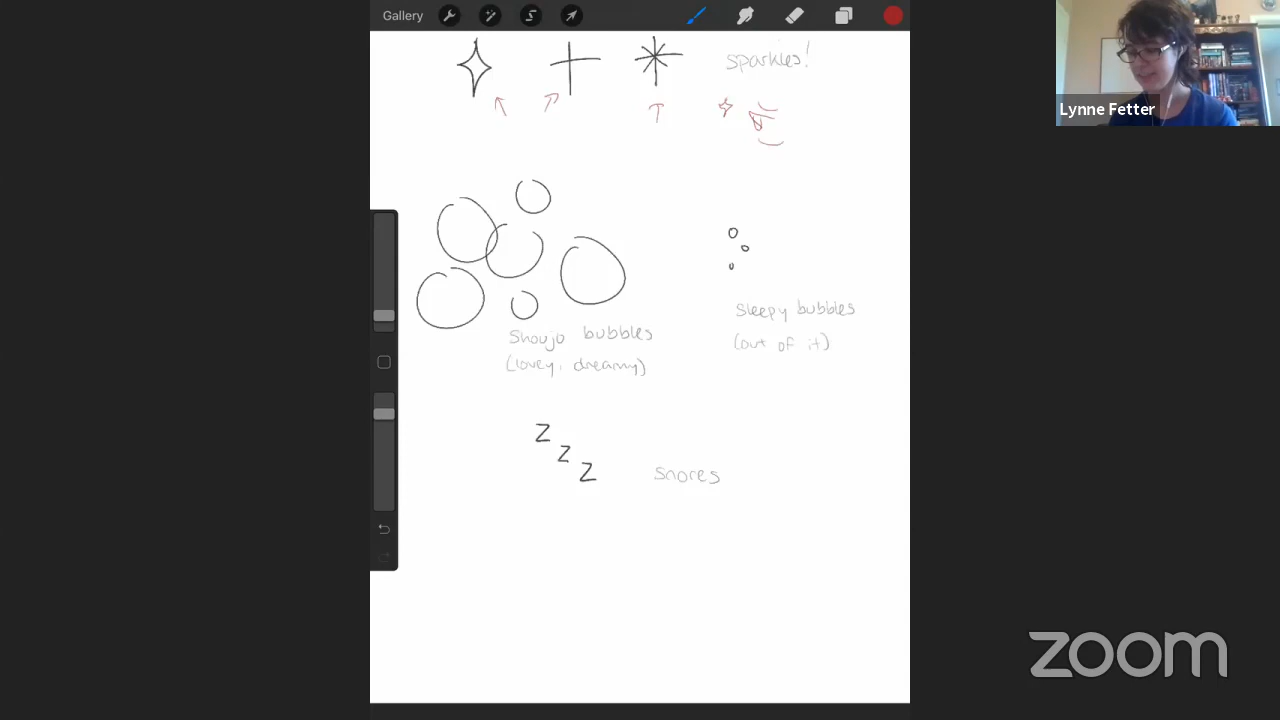 Gallery
Lynne Fetter
sparkles!
Shoujo bubbles
(lovey, dreamy)
Sleepy bubbles
(out of it)
Z
Z
Z
snores
zoom